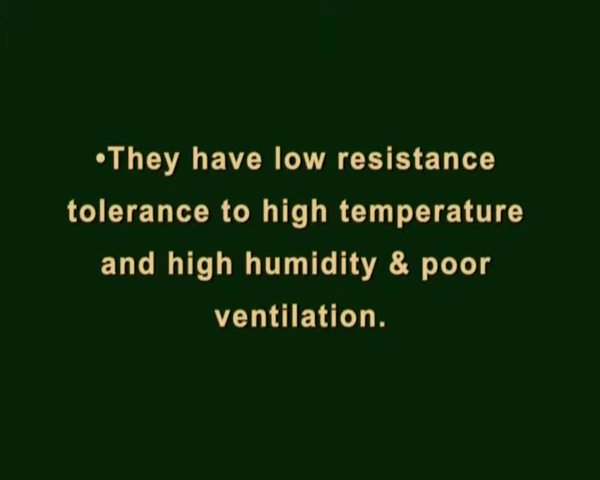 •They have low resistance
tolerance to high temperature
and high humidity & poor
ventilation.